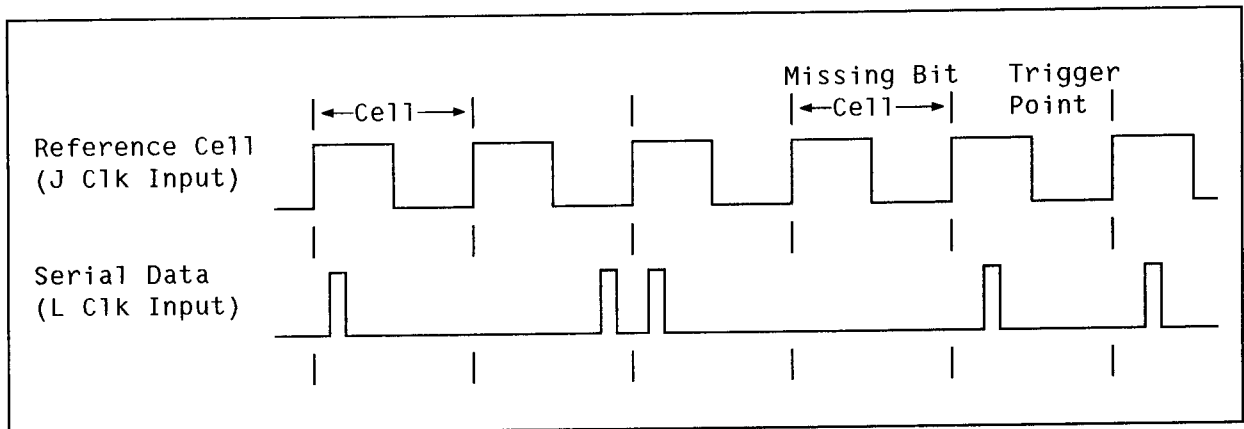 Missing Bit
Trigger
Cell
Cell
Point
Reference Cell
(J Clk Input)
Serial Data
(L Clk Input)